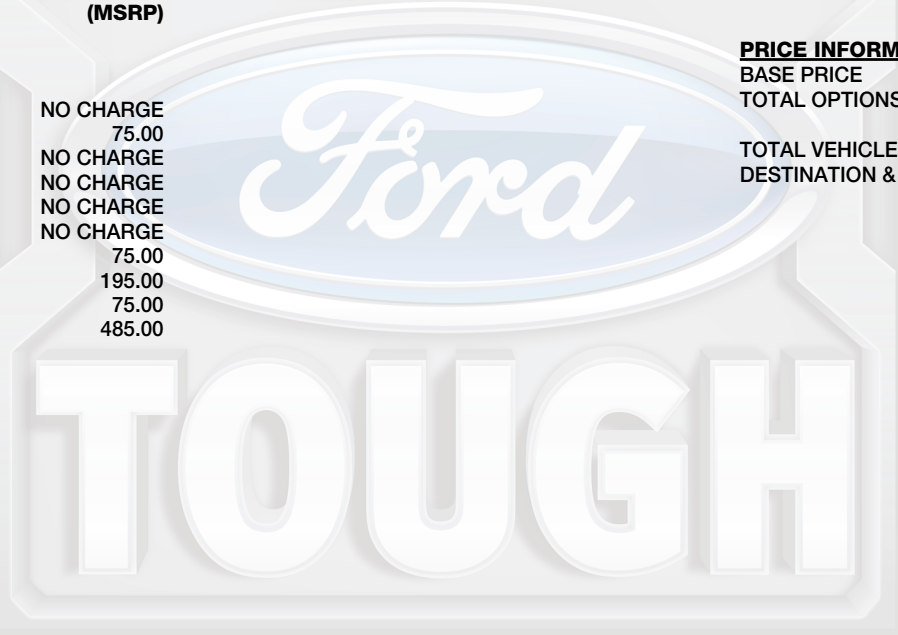 (MSRP)
NO CHARGE
75.00
NO CHARGE
NO CHARGE
NO CHARGE
NO CHARGE
75.00
195.00
75.00
485.00
PRICE INFORM
BASE PRICE
TOTAL OPTIONS
TOTAL VEHICLE
DESTINATION &
Ford
TOUGH